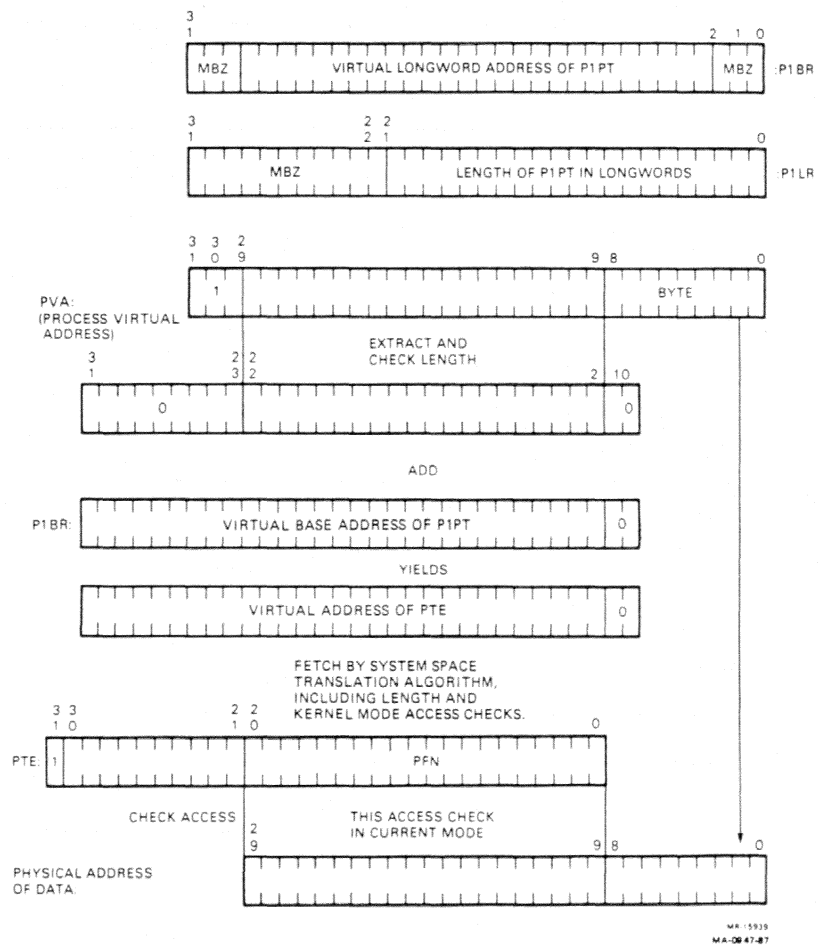 3
1 2 1 0
MBZ VIRTUAL LONGWORD ADDRESS OF P1PT MBZ :P1BR
3 2 2
1 2 1 0
MBZ LENGTH OF P1PT IN LONGWORDS :P1LR
3 3 2
1 0 9 9 8 0
1 BYTE
PVA:
(PROCESS VIRTUAL
ADDRESS)
EXTRACT AND
CHECK LENGTH
3 2 2
1 3 2 2 10
0 0
ADD
P1BR: VIRTUAL BASE ADDRESS OF P1PT 0
YIELDS
VIRTUAL ADDRESS OF PTE 0
FETCH BY SYSTEM SPACE
TRANSLATION ALGORITHM,
INCLUDING LENGTH AND
KERNEL MODE ACCESS CHECKS.
3 3 2 2
1 0 1 0 0
PTE: 1 PFN
CHECK ACCESS THIS ACCESS CHECK
IN CURRENT MODE
2
9 9 8 0
PHYSICAL ADDRESS
OF DATA:
MR-15939
MA-0947-87